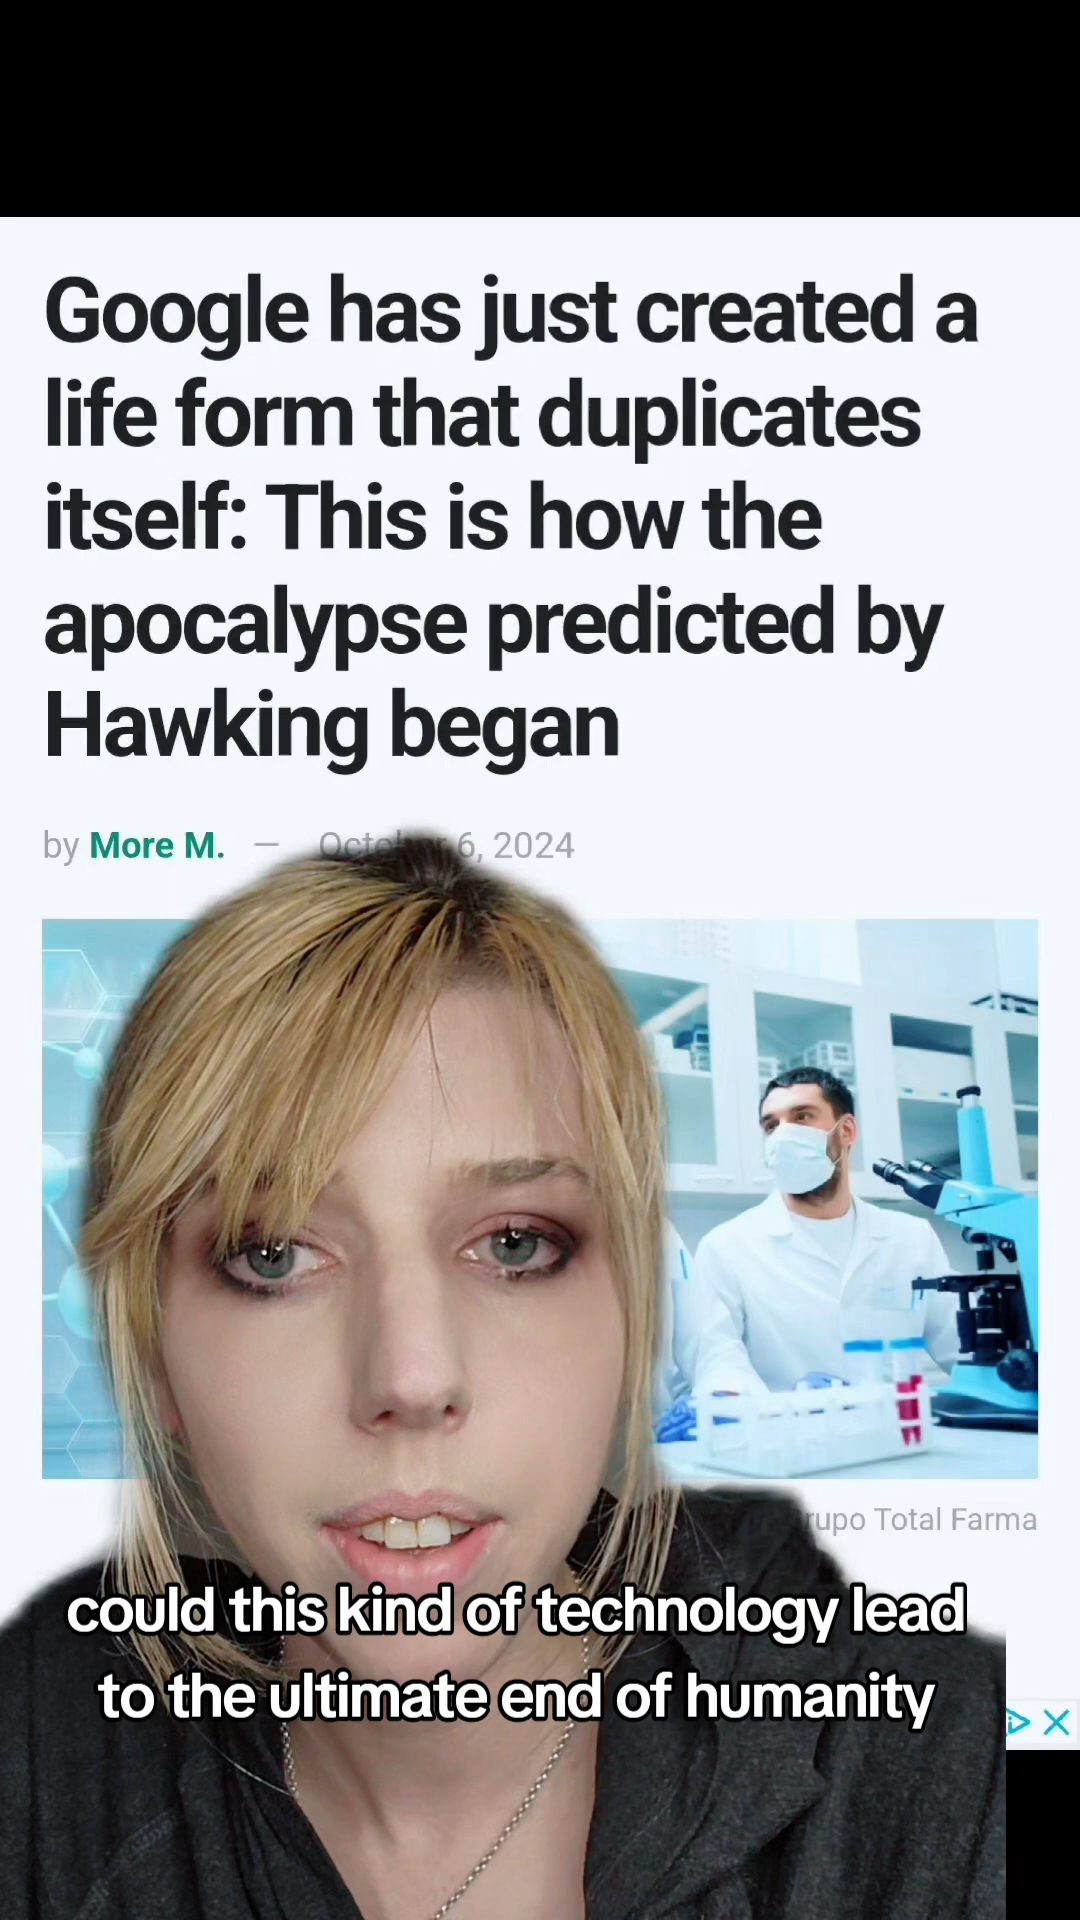 Google has just created a
life form that duplicates
itself: This is how the
apocalypse predicted by
Hawking began
by More M. — 6, 2024
rupo Total Farma
could this kind of technology lead
to the ultimate end of humanity